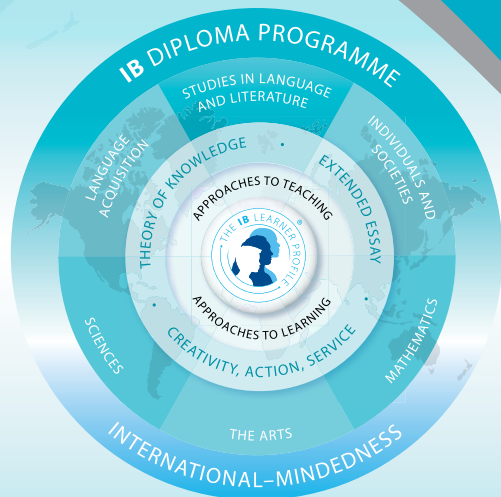 IB DIPLOMA PROGRAMME
STUDIES IN LANGUAGE
AND LITERATURE
LANGUAGE
ACQUISITION
INDIVIDUALS AND
SOCIETIES
THEORY OF KNOWLEDGE
EXTENDED ESSAY
APPROACHES TO TEACHING
THE IB LEARNER PROFILE®
APPROACHES TO LEARNING
CREATIVITY, ACTION, SERVICE
SCIENCES
MATHEMATICS
THE ARTS
INTERNATIONAL–MINDEDNESS